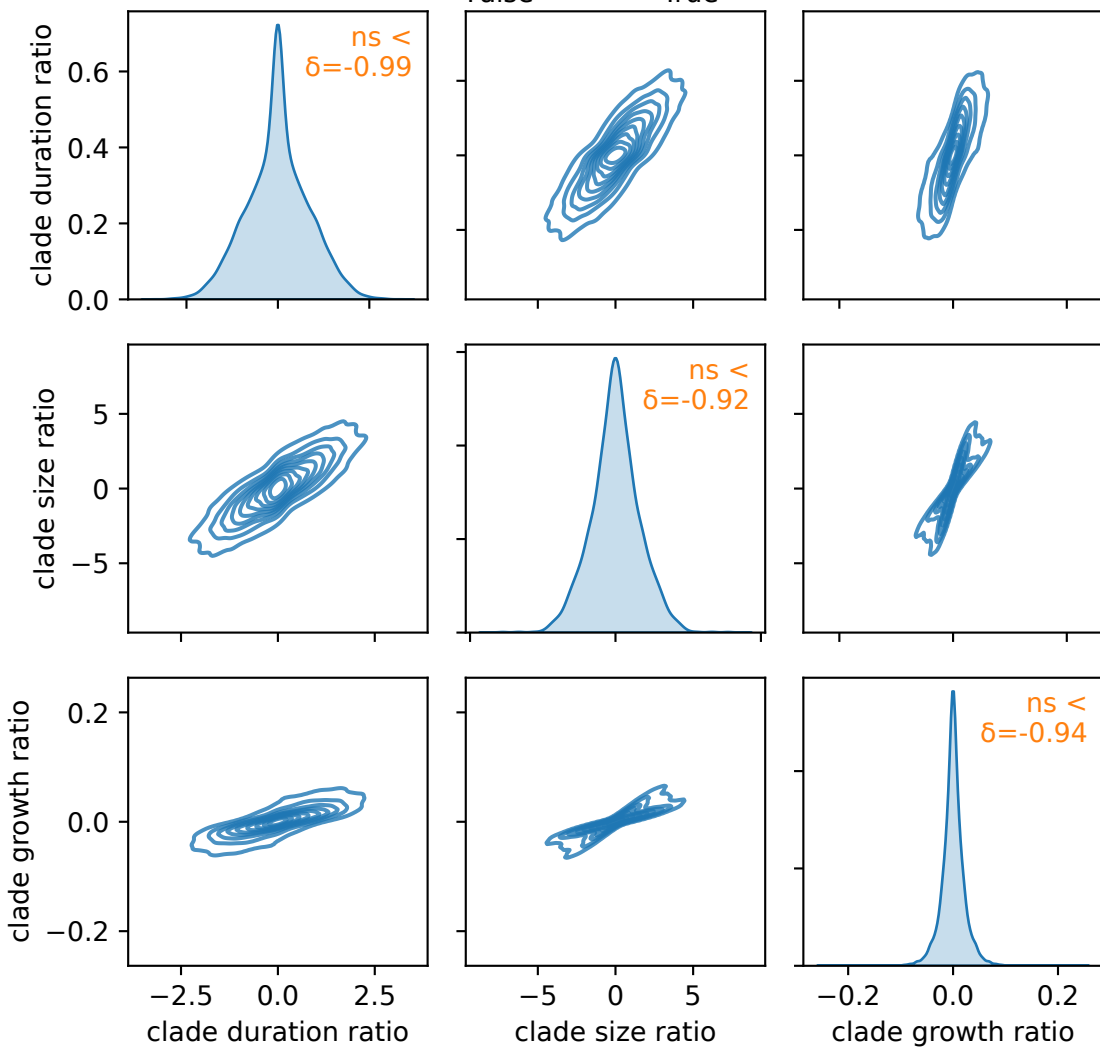 clade duration ratio
0.6
0.4
0.2
0.0
ns <
δ=-0.99
clade size ratio
5
0
−5
ns <
δ=-0.92
clade growth ratio
0.2
0.0
−0.2
ns <
δ=-0.94
−2.5 0.0 2.5
−5 0 5
−0.2 0.0 0.2
clade duration ratio
clade size ratio
clade growth ratio